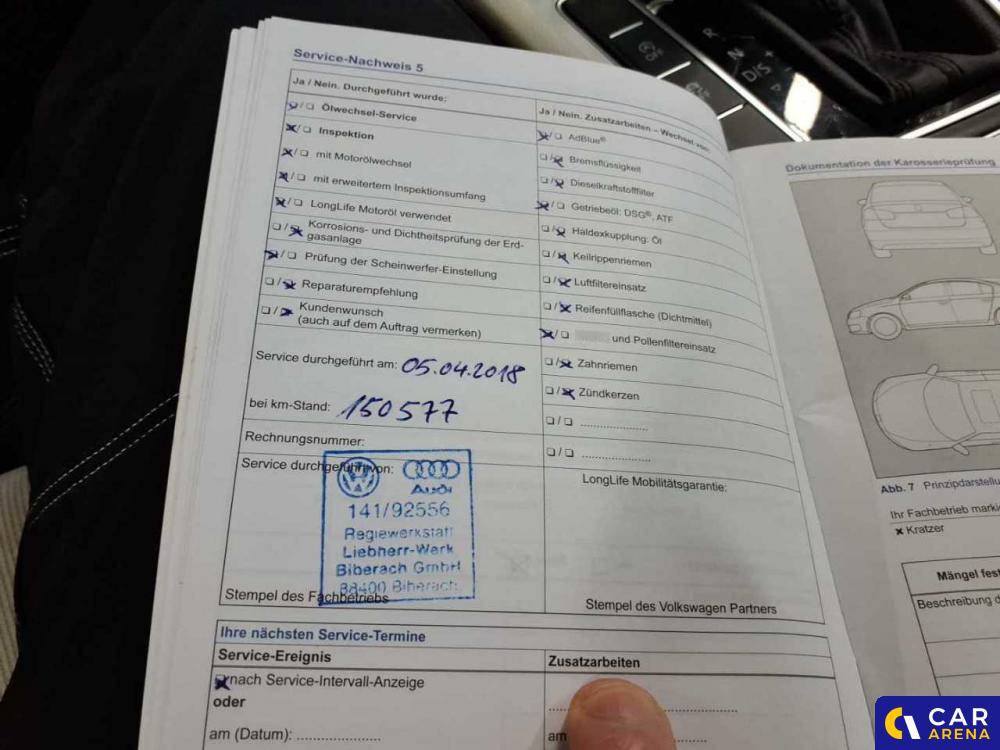 Service-Nachweis 5
Ja / Nein. Durchgeführt wurde:
Ölwechsel-Service
Inspektion
mit Motorölwechsel
mit erweitertem Inspektionsumfang
LongLife Motoröl verwendet
Korrosions- und Dichtheitsprüfung der Erd-
gasanlage
Prüfung der Scheinwerfer-Einstellung
Reparaturempfehlung
Kundenwunsch
(auch auf dem Auftrag vermerken)
Service durchgeführt am: 05.04.2018
bei km-Stand: 150577
Rechnungsnummer:
Service durchgeführt von:
Audi
141/92556
Regiewerkstatt
Liebherr-Werk
Biberach GmbH
88400 Biberach
Stempel des Fachbetriebs
Ja / Nein. Zusatzarbeiten – Wechsel von:
AdBlue®
Bremsflüssigkeit
Dieselkraftstofffilter
Getriebeöl: DSG®, ATF
Haldexkupplung: Öl
Keilrippenriemen
Luftfiltereinsatz
Reifenfüllflasche (Dichtmittel)
und Pollenfiltereinsatz
Zahnriemen
Zündkerzen
LongLife Mobilitätsgarantie:
Stempel des Volkswagen Partners
Ihre nächsten Service-Termine
Service-Ereignis
Zusatzarbeiten
nach Service-Intervall-Anzeige
oder
am (Datum):
am
Dokumentation der Karosserieprüfung
Abb. 7 Prinzipdarstellu
Ihr Fachbetrieb marki
x Kratzer
Mängel fest
Beschreibung d
R
N
D/S
+
CAR
ARENA